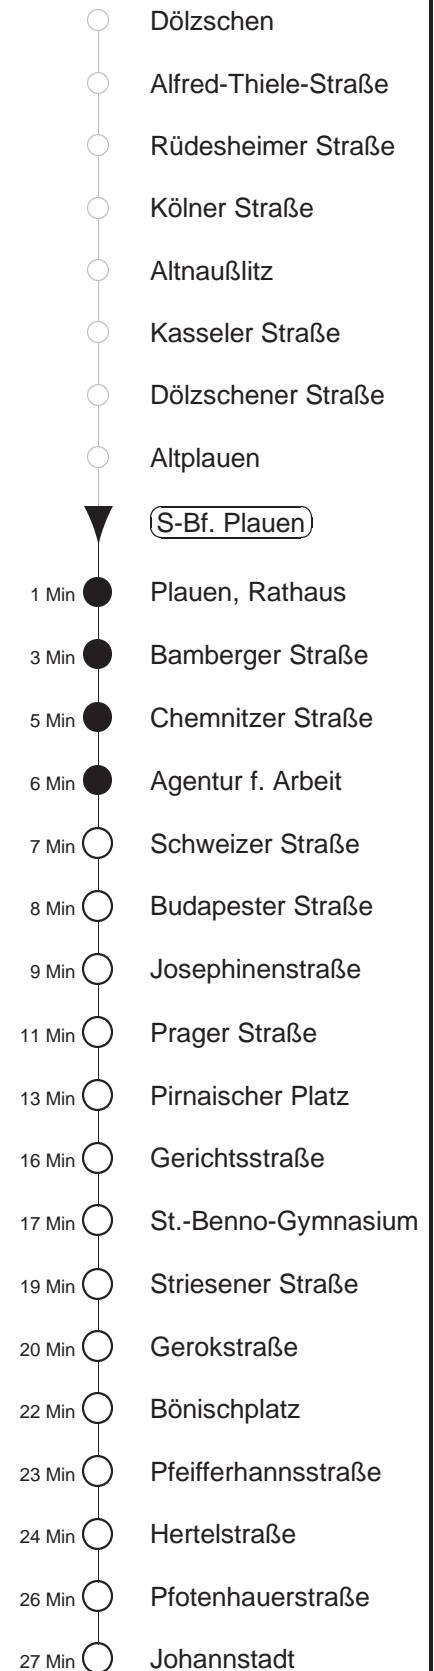 Dölzschen
Alfred-Thiele-Straße
Rüdesheimer Straße
Kölner Straße
Altnaußlitz
Kasseler Straße
Dölzschener Straße
Altplauen
S-Bf. Plauen
1 Min Plauen, Rathaus
3 Min Bamberger Straße
5 Min Chemnitzer Straße
6 Min Agentur f. Arbeit
7 Min Schweizer Straße
8 Min Budapester Straße
9 Min Josephinenstraße
11 Min Prager Straße
13 Min Pirnaischer Platz
16 Min Gerichtsstraße
17 Min St.-Benno-Gymnasium
19 Min Striesener Straße
20 Min Gerokstraße
22 Min Bönischplatz
23 Min Pfeifferhannsstraße
24 Min Hertelstraße
26 Min Pfotenhauerstraße
27 Min Johannstadt